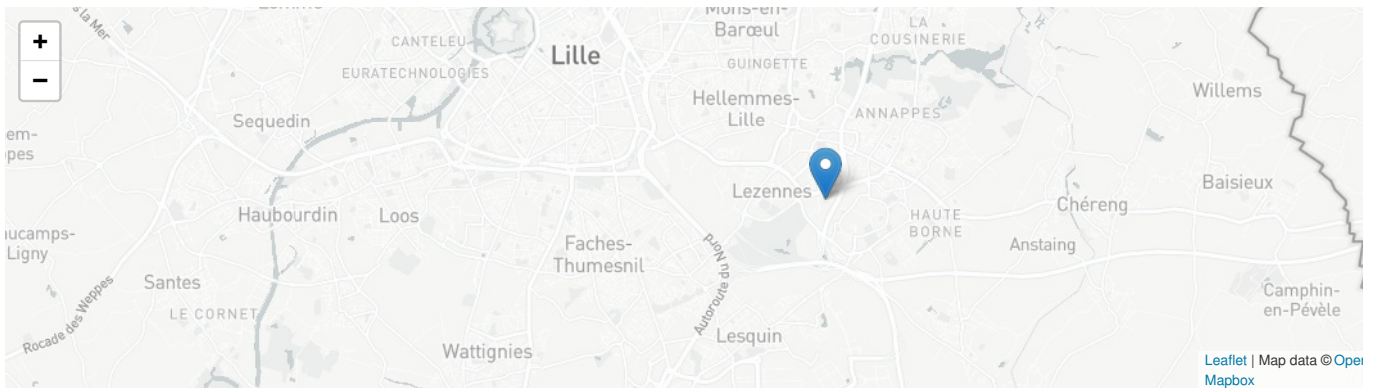 Mons-en-
Barœul
LA
COUSINERIE
+
CANTELEU
Lille
GUINGETTE
−
EURATECHNOLOGIES
Willems
Hellemmes-
Lille
ANNAPPES
Sequedin
Baisieux
Lezennes
Chéreng
Haubourdin
Loos
HAUTE
BORNE
Ligny
Faches-
Thumesnil
Anstaing
Autoroute du Nord
Santes
Camphin-
en-Pévèle
LE CORNET
Rocade des Weppes
Lesquin
Wattignies
Leaflet | Map data © Oper
Mapbox